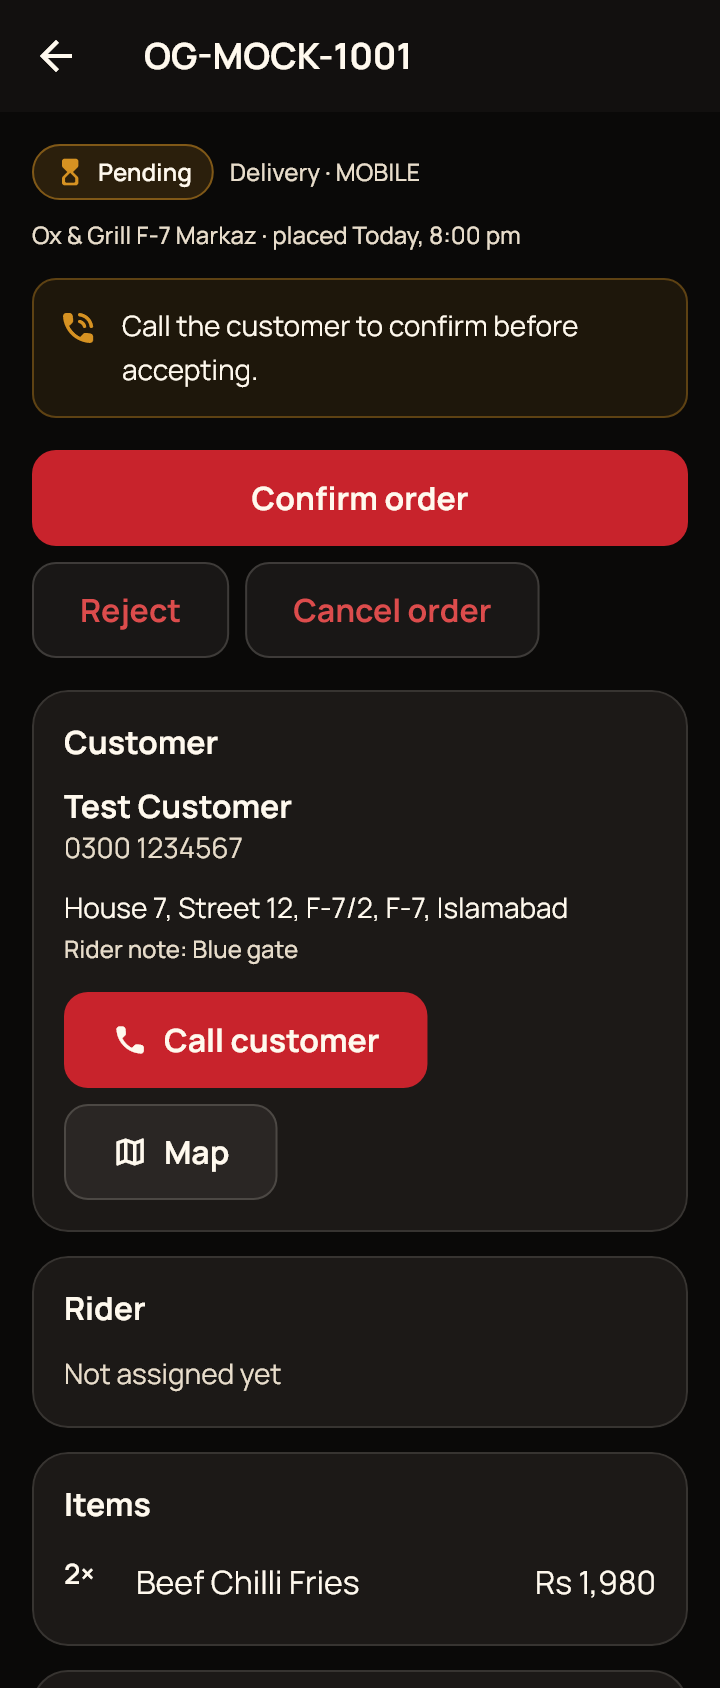 OG-MOCK-1001
Pending
Delivery · MOBILE
Ox & Grill F-7 Markaz · placed Today, 8:00 pm
Call the customer to confirm before
accepting.
Confirm order
Reject
Cancel order
Customer
Test Customer
0300 1234567
House 7, Street 12, F-7/2, F-7, Islamabad
Rider note: Blue gate
Call customer
Map
Rider
Not assigned yet
Items
2× Beef Chilli Fries Rs 1,980